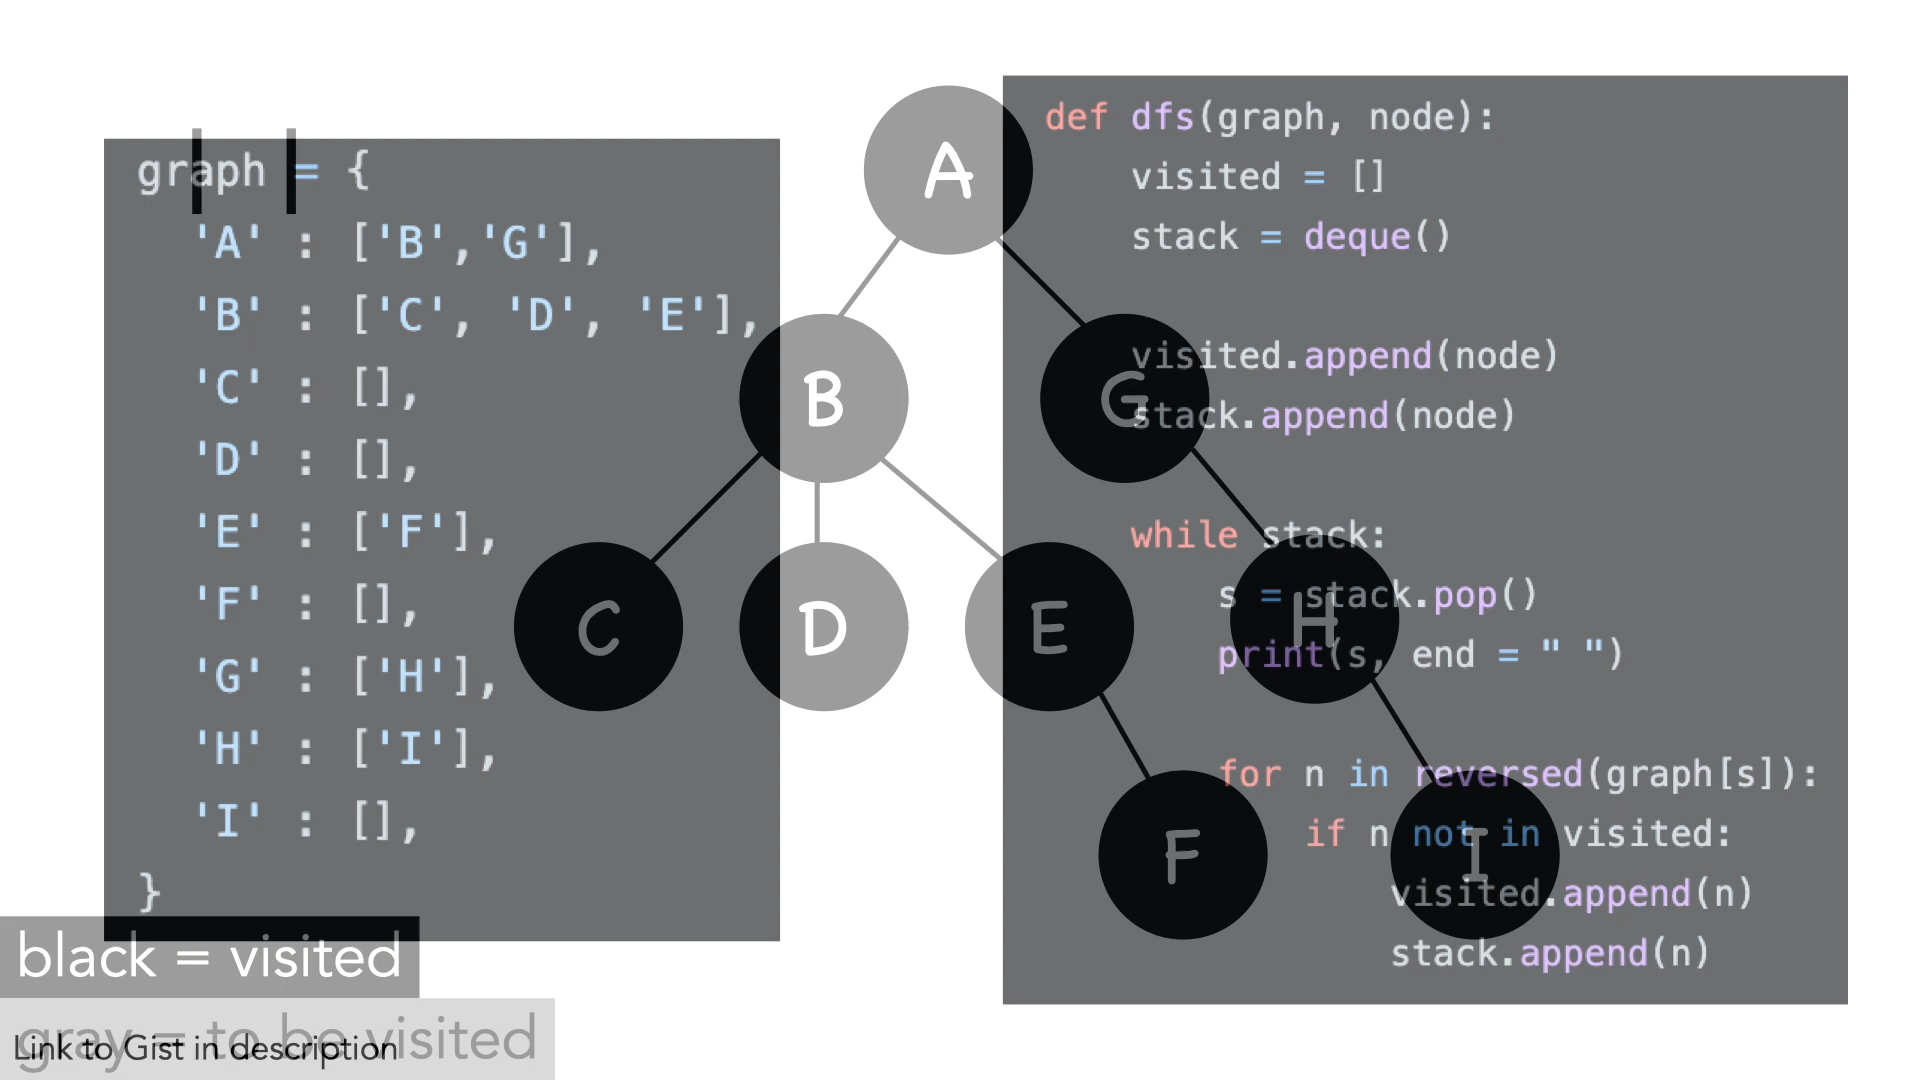 graph = {
'A' : ['B','G'],
'B' : ['C', 'D', 'E'],
'C' : [],
'D' : [],
'E' : ['F'],
'F' : [],
'G' : ['H'],
'H' : ['I'],
'I' : [],
}
black = visited
gray = to be visited
Link to Gist in description
A
B
G
C
D
E
H
F
I
def dfs(graph, node):
visited = []
stack = deque()
visited.append(node)
stack.append(node)
while stack:
s = stack.pop()
print(s, end = " ")
for n in reversed(graph[s]):
if n not in visited:
visited.append(n)
stack.append(n)